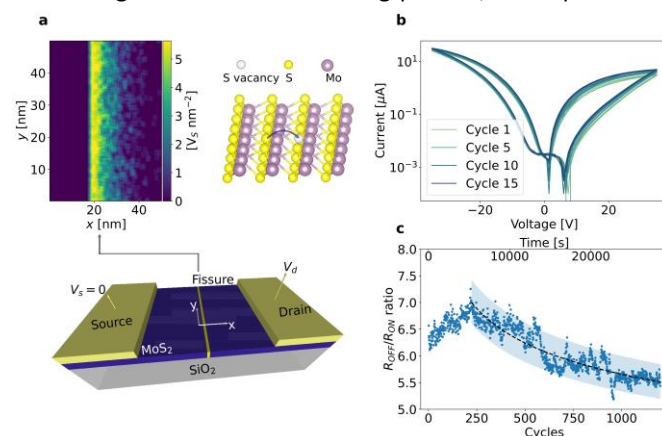 a
50
40
30
20
10
y [nm]
20
40
x [nm]
5
4
3
2
1
0
[V_S nm⁻²]
S vacancy S Mo
V_s = 0
Source
Fissure
V_d
Drain
y
x
MoS₂
SiO₂
b
10¹
10⁻¹
10⁻³
Current [µA]
Cycle 1
Cycle 5
Cycle 10
Cycle 15
−20 0 20
Voltage [V]
c
Time [s]
0 10000 20000
8.0
7.5
7.0
6.5
6.0
5.5
5.0
R_OFF/R_ON ratio
0 250 500 750 1000
Cycles